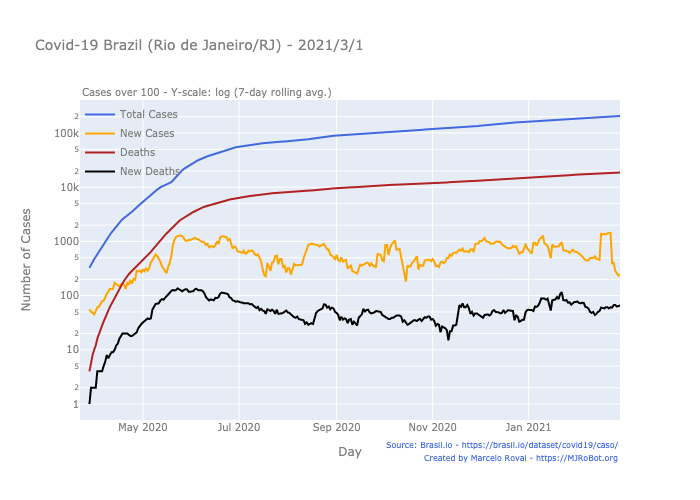 Covid-19 Brazil (Rio de Janeiro/RJ) - 2021/3/1
Cases over 100 - Y-scale: log (7-day rolling avg.)
Total Cases
New Cases
Deaths
New Deaths
2
100k
5
2
10k
5
2
1000
5
2
100
5
2
10
5
2
1
Number of Cases
May 2020
Jul 2020
Sep 2020
Nov 2020
Jan 2021
Day
Source: Brasil.io - https://brasil.io/dataset/covid19/caso/
Created by Marcelo Rovai - https://MJRoBot.org